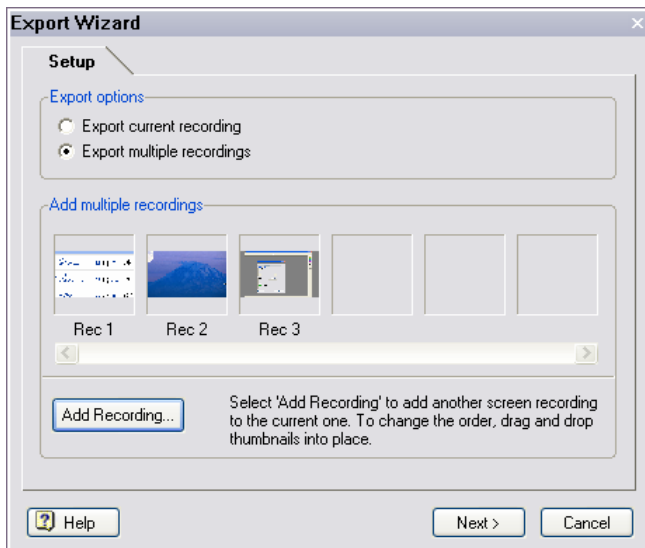 Export Wizard
Setup
Export options
Export current recording
Export multiple recordings
Add multiple recordings
Rec 1
Rec 2
Rec 3
Add Recording...
Select 'Add Recording' to add another screen recording
to the current one. To change the order, drag and drop
thumbnails into place.
Help
Next >
Cancel